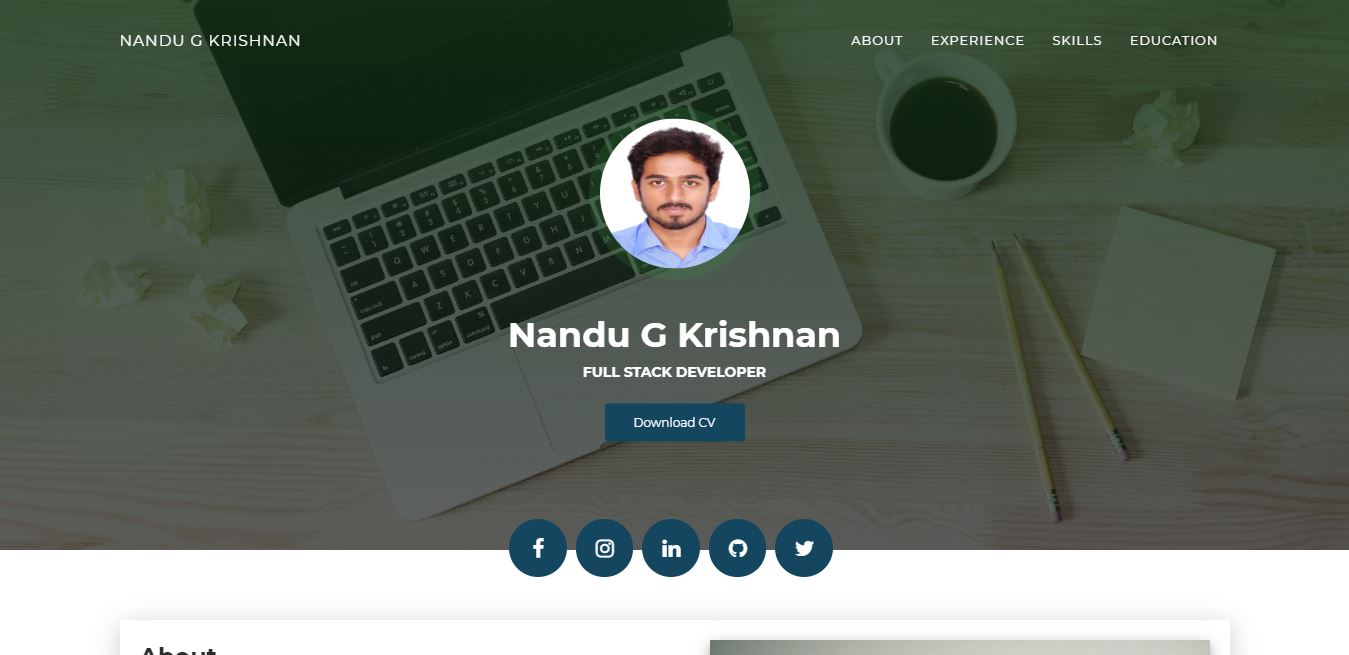 NANDU G KRISHNAN
ABOUT EXPERIENCE SKILLS EDUCATION
Nandu G Krishnan
FULL STACK DEVELOPER
Download CV
About